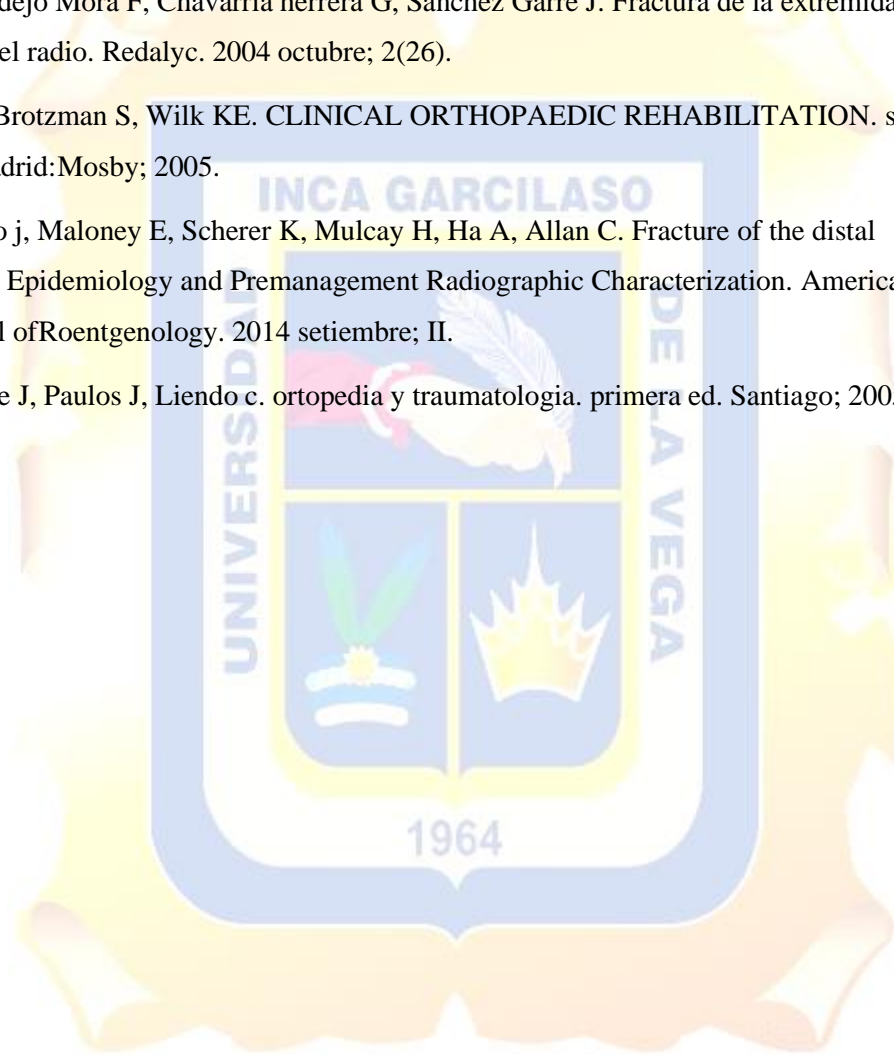 dejo Mora F, Chavarria herrera G, Sánchez Garre J. Fractura de la extremida
el radio. Redalyc. 2004 octubre; 2(26).
Brotzman S, Wilk KE. CLINICAL ORTHOPAEDIC REHABILITATION. s
drid:Mosby; 2005.
o j, Maloney E, Scherer K, Mulcay H, Ha A, Allan C. Fracture of the distal
Epidemiology and Premanagement Radiographic Characterization. America
l ofRoentgenology. 2014 setiembre; II.
e J, Paulos J, Liendo c. ortopedia y traumatologia. primera ed. Santiago; 200
UNIVERSIDAD
INCA GARCILASO
DE LA VEGA
1964